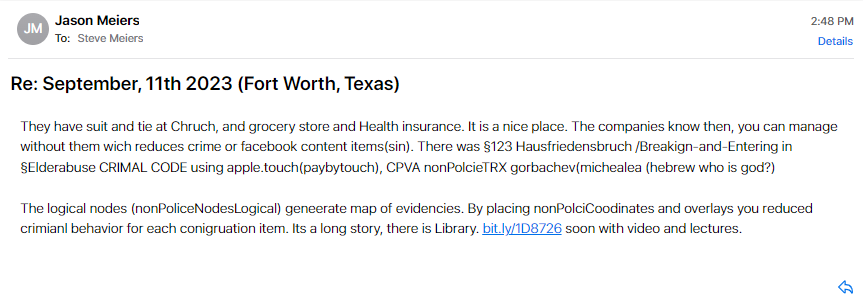 JM
Jason Meiers
2:48 PM
To: Steve Meiers
Details
Re: September, 11th 2023 (Fort Worth, Texas)
They have suit and tie at Chruch, and grocery store and Health insurance. It is a nice place. The companies know then, you can manage
without them wich reduces crime or facebook content items(sin). There was §123 Hausfriedensbruch /Breakign-and-Entering in
§Elderabuse CRIMAL CODE using apple.touch(paybytouch), CPVA nonPolcieTRX gorbachev(michealea (hebrew who is god?)
The logical nodes (nonPoliceNodesLogical) geneerate map of evidencies. By placing nonPolciCoodinates and overlays you reduced
crimianl behavior for each conigruation item. Its a long story, there is Library. bit.ly/1D8726 soon with video and lectures.